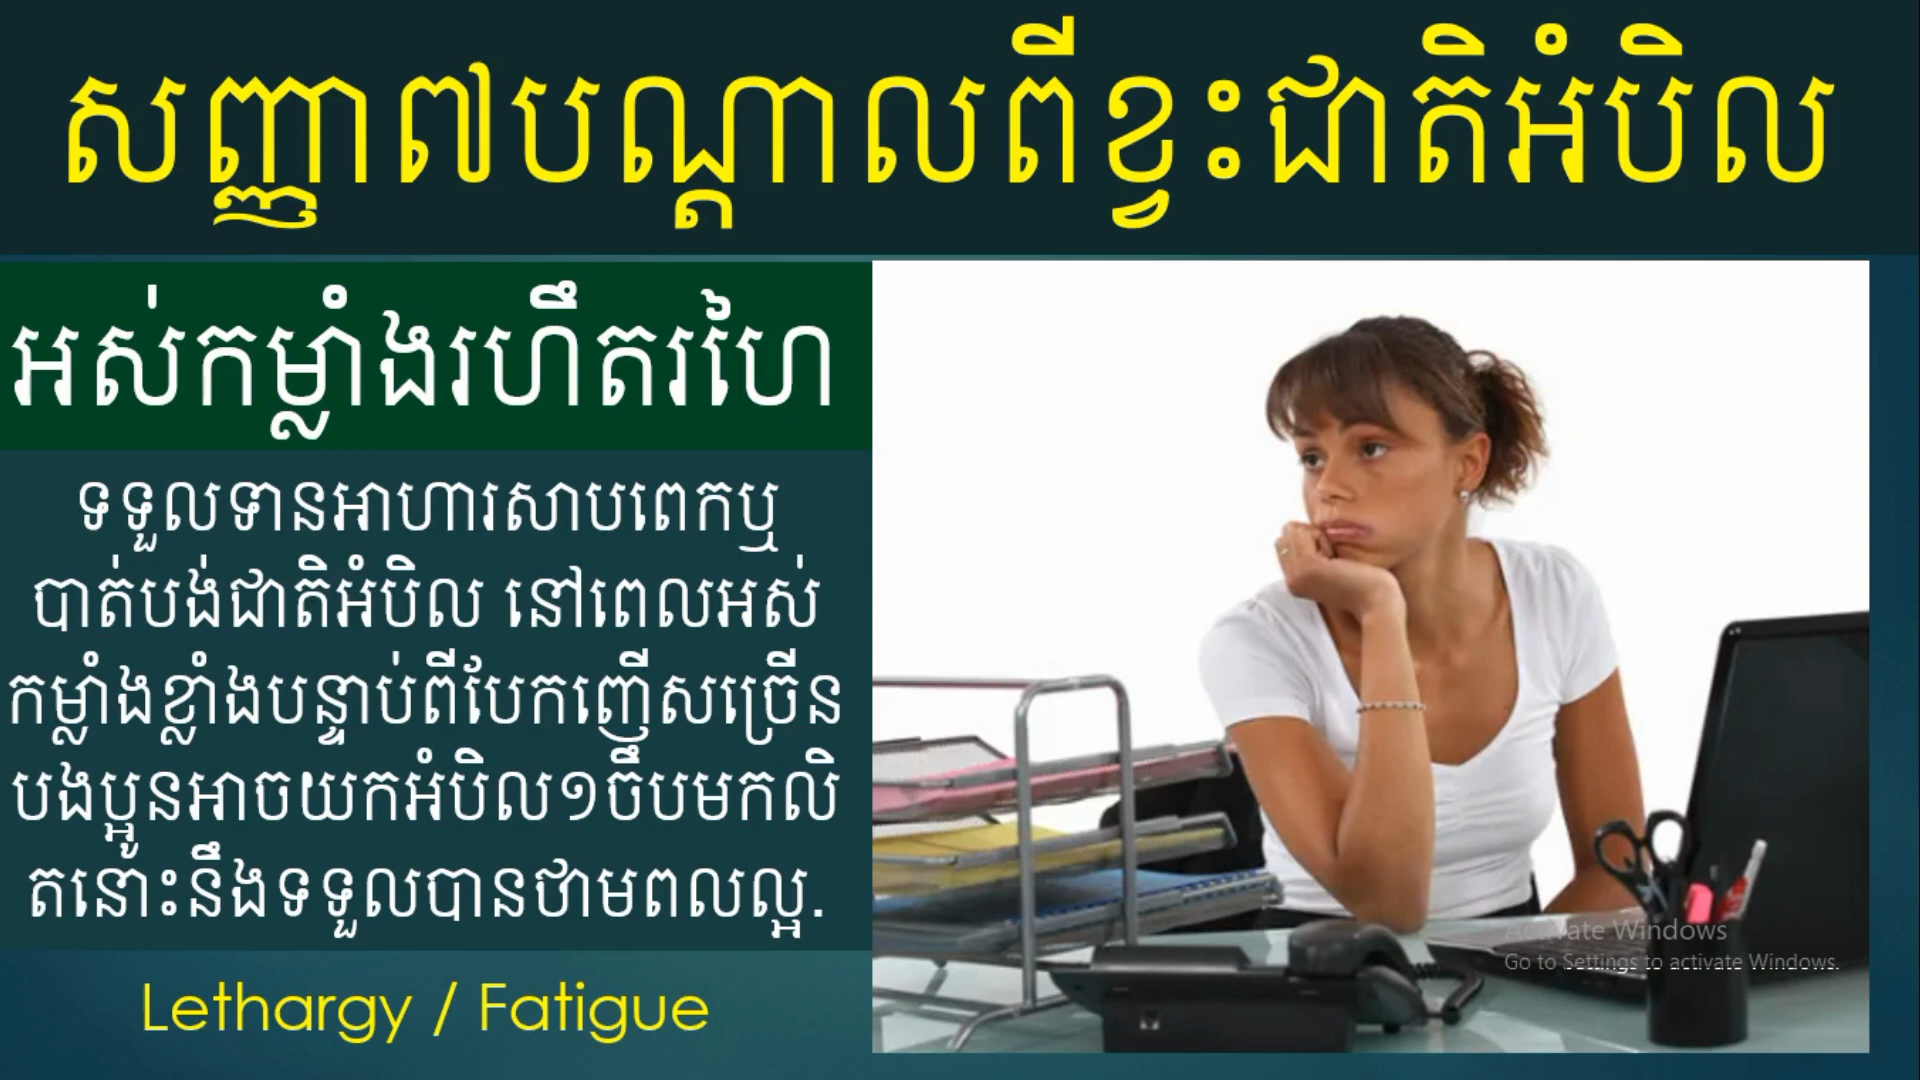 សញ្ញា៧បណ្ដាលពីខ្វះជាតិអំបិល
អស់កម្លាំងរហឹតរហៃ
ទទួលទានអាហារសាបពេកឬ
បាត់បង់ជាតិអំបិល នៅពេលអស់
កម្លាំងខ្លាំងបន្ទាប់ពីបែកញើសច្រើន
បងប្អូនអាចយកអំបិល១ចឹបមកលិ
តនោះនឹងទទួលបានថាមពលល្អ.
Lethargy / Fatigue
Activate Windows
Go to Settings to activate Windows.